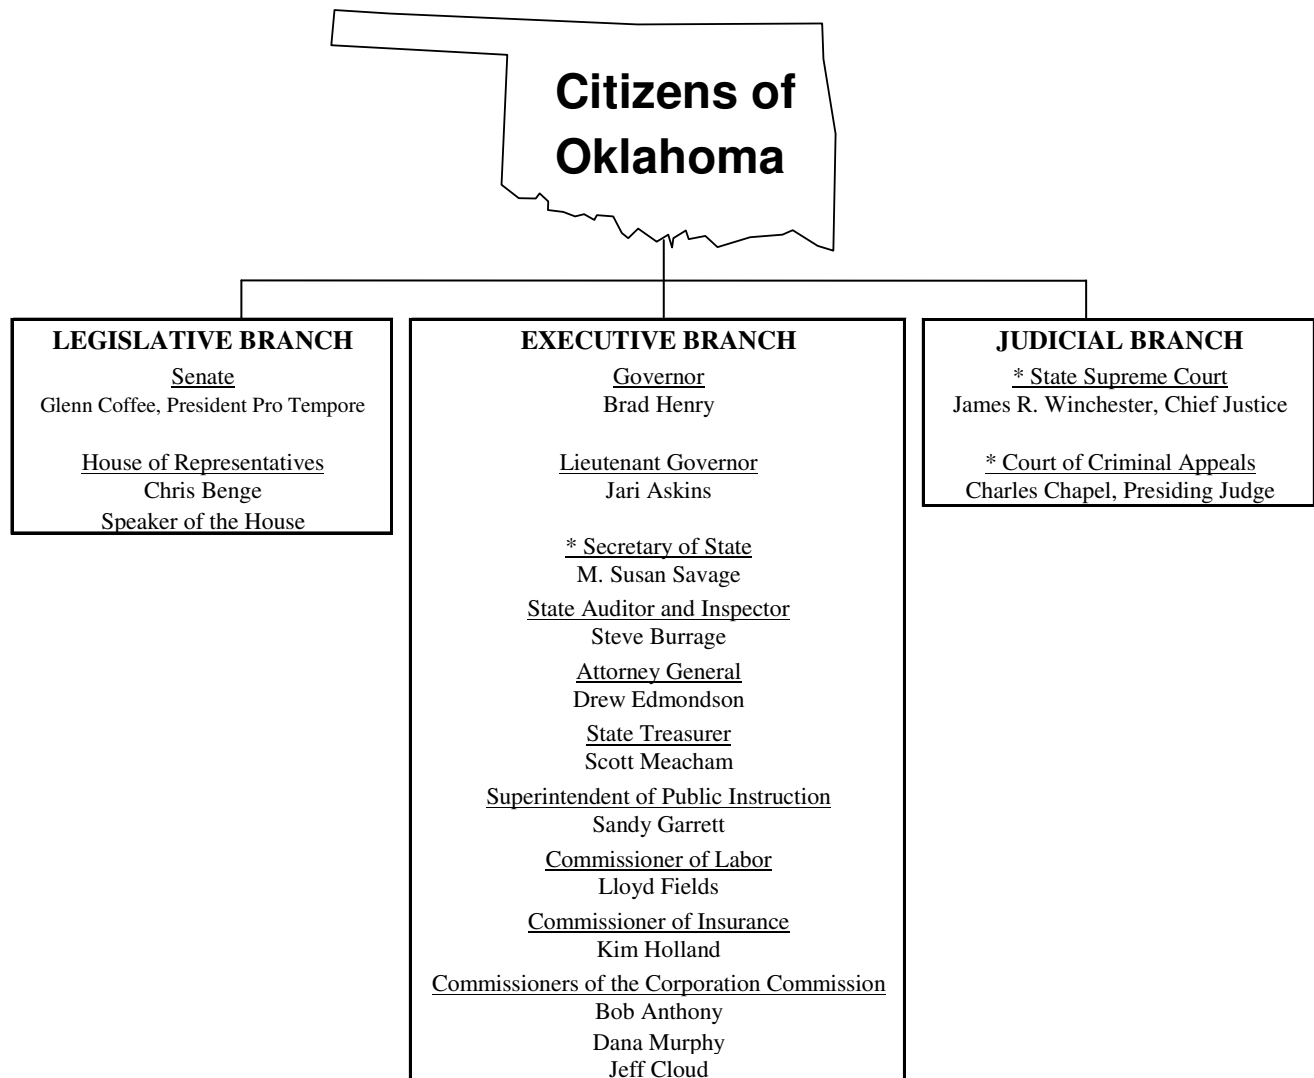 Citizens of
Oklahoma
LEGISLATIVE BRANCH
Senate
Glenn Coffee, President Pro Tempore
House of Representatives
Chris Benge
Speaker of the House
EXECUTIVE BRANCH
Governor
Brad Henry
Lieutenant Governor
Jari Askins
* Secretary of State
M. Susan Savage
State Auditor and Inspector
Steve Burrage
Attorney General
Drew Edmondson
State Treasurer
Scott Meacham
Superintendent of Public Instruction
Sandy Garrett
Commissioner of Labor
Lloyd Fields
Commissioner of Insurance
Kim Holland
Commissioners of the Corporation Commission
Bob Anthony
Dana Murphy
Jeff Cloud
JUDICIAL BRANCH
* State Supreme Court
James R. Winchester, Chief Justice
* Court of Criminal Appeals
Charles Chapel, Presiding Judge